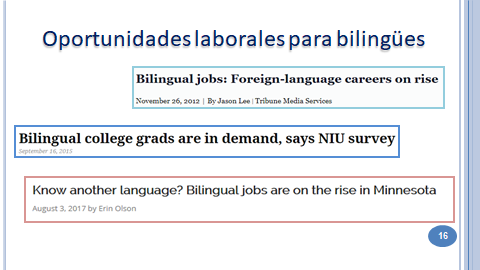 Oportunidades laborales para bilingües
Bilingual jobs: Foreign-language careers on rise
November 26, 2012 | By Jason Lee | Tribune Media Services
Bilingual college grads are in demand, says NIU survey
September 16, 2013
Know another language? Bilingual jobs are on the rise in Minnesota
August 3, 2017 by Erin Olson
16